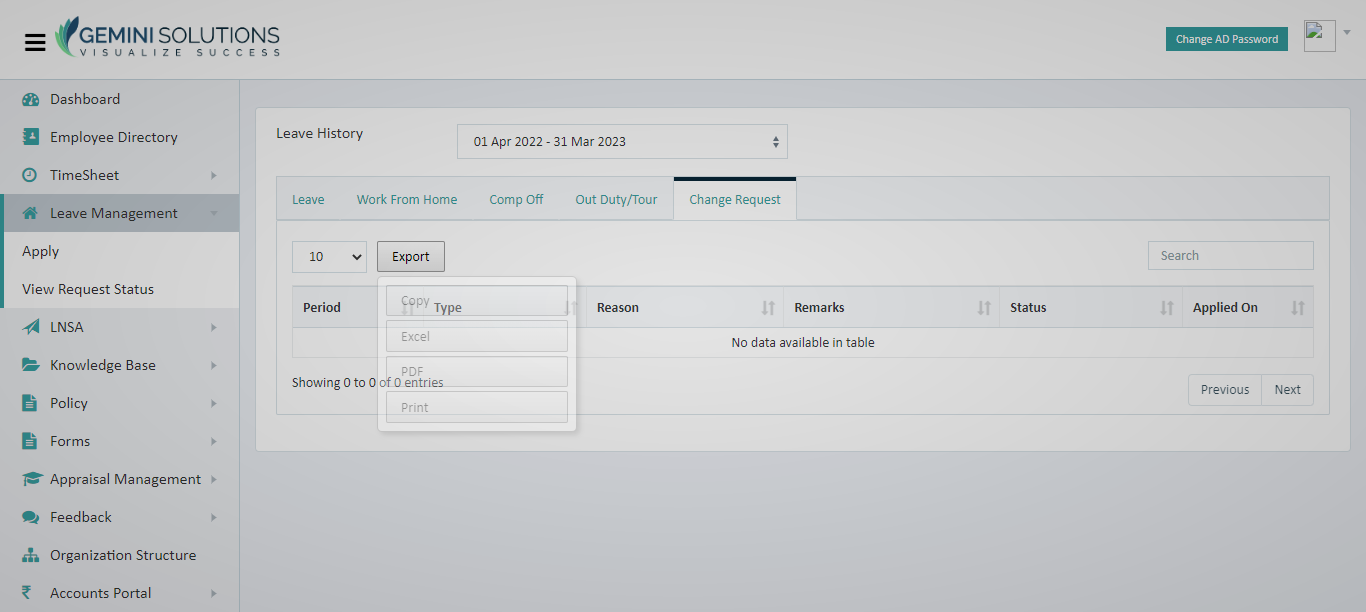 GEMINI SOLUTIONS
VISUALIZE SUCCESS
Change AD Password
Dashboard
Employee Directory
TimeSheet
Leave Management
Apply
View Request Status
LNSA
Knowledge Base
Policy
Forms
Appraisal Management
Feedback
Organization Structure
Accounts Portal
Leave History
01 Apr 2022 - 31 Mar 2023
Leave Work From Home Comp Off Out Duty/Tour Change Request
10 Export Search
Period Type Reason Remarks Status Applied On
No data available in table
Showing 0 to 0 of 0 entries
Previous Next
Copy
Excel
PDF
Print